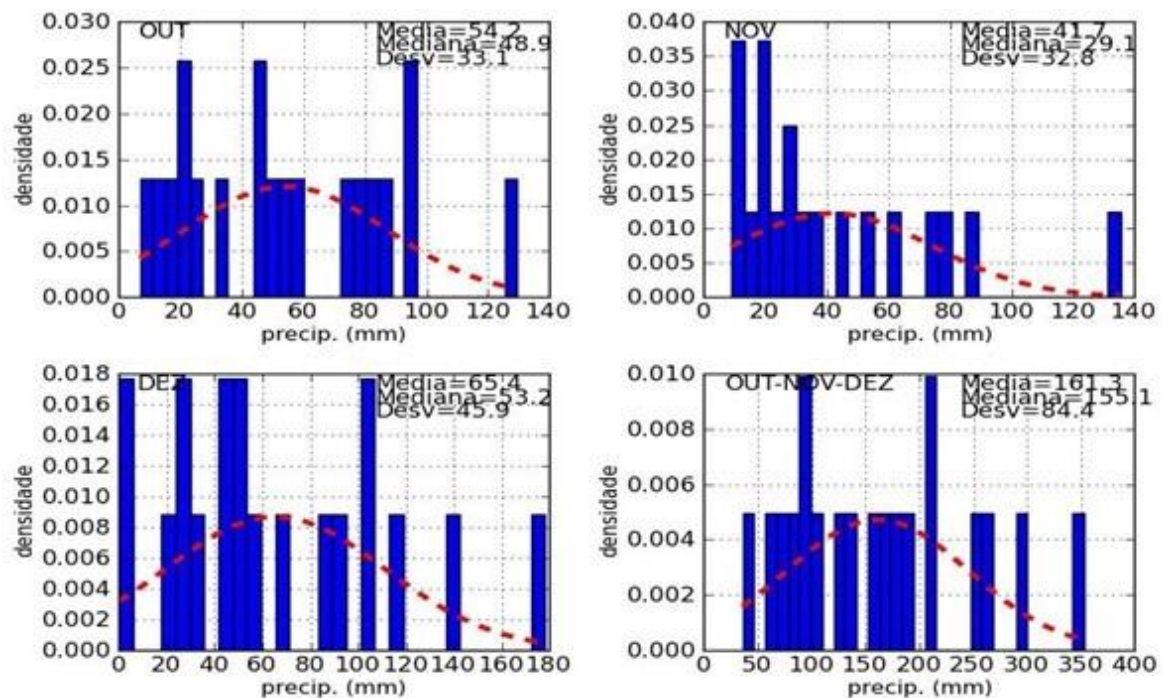 OUT
Media=54.2
Mediana=48.9
Desv=33.1
densidade
0.030
0.025
0.020
0.015
0.010
0.005
0.000
0 20 40 60 80 100 120 140
precip. (mm)
NOV
Media=41.7
Mediana=29.1
Desv=32.8
densidade
0.040
0.035
0.030
0.025
0.020
0.015
0.010
0.005
0.000
0 20 40 60 80 100 120 140
precip. (mm)
DEZ
Media=65.4
Mediana=53.2
Desv=45.9
densidade
0.018
0.016
0.014
0.012
0.010
0.008
0.006
0.004
0.002
0.000
0 20 40 60 80 100 120 140 160 180
precip. (mm)
OUT-NOV-DEZ
Media=161.3
Mediana=155.1
Desv=84.4
densidade
0.010
0.008
0.006
0.004
0.002
0.000
0 50 100 150 200 250 300 350 400
precip. (mm)